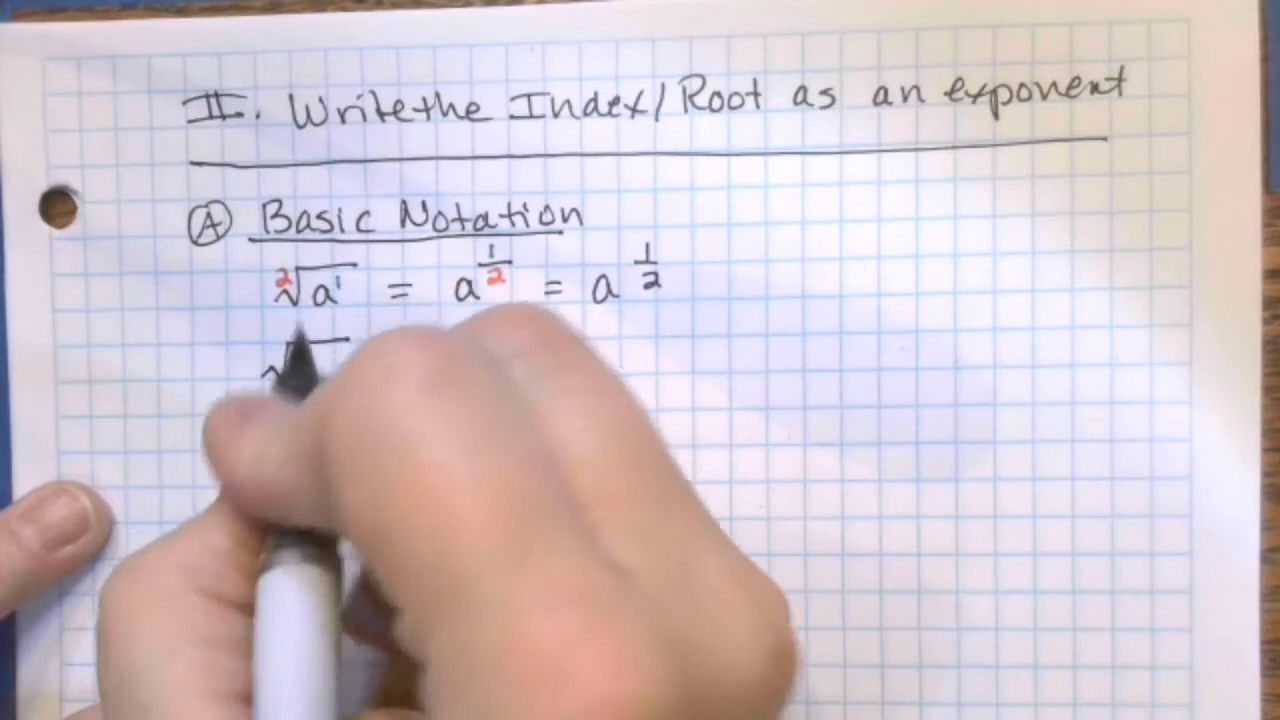 II. Write the Index/Root as an exponent
Ⓐ Basic Notation
²√a¹ = a^(1/2) = a^(1/2)
√